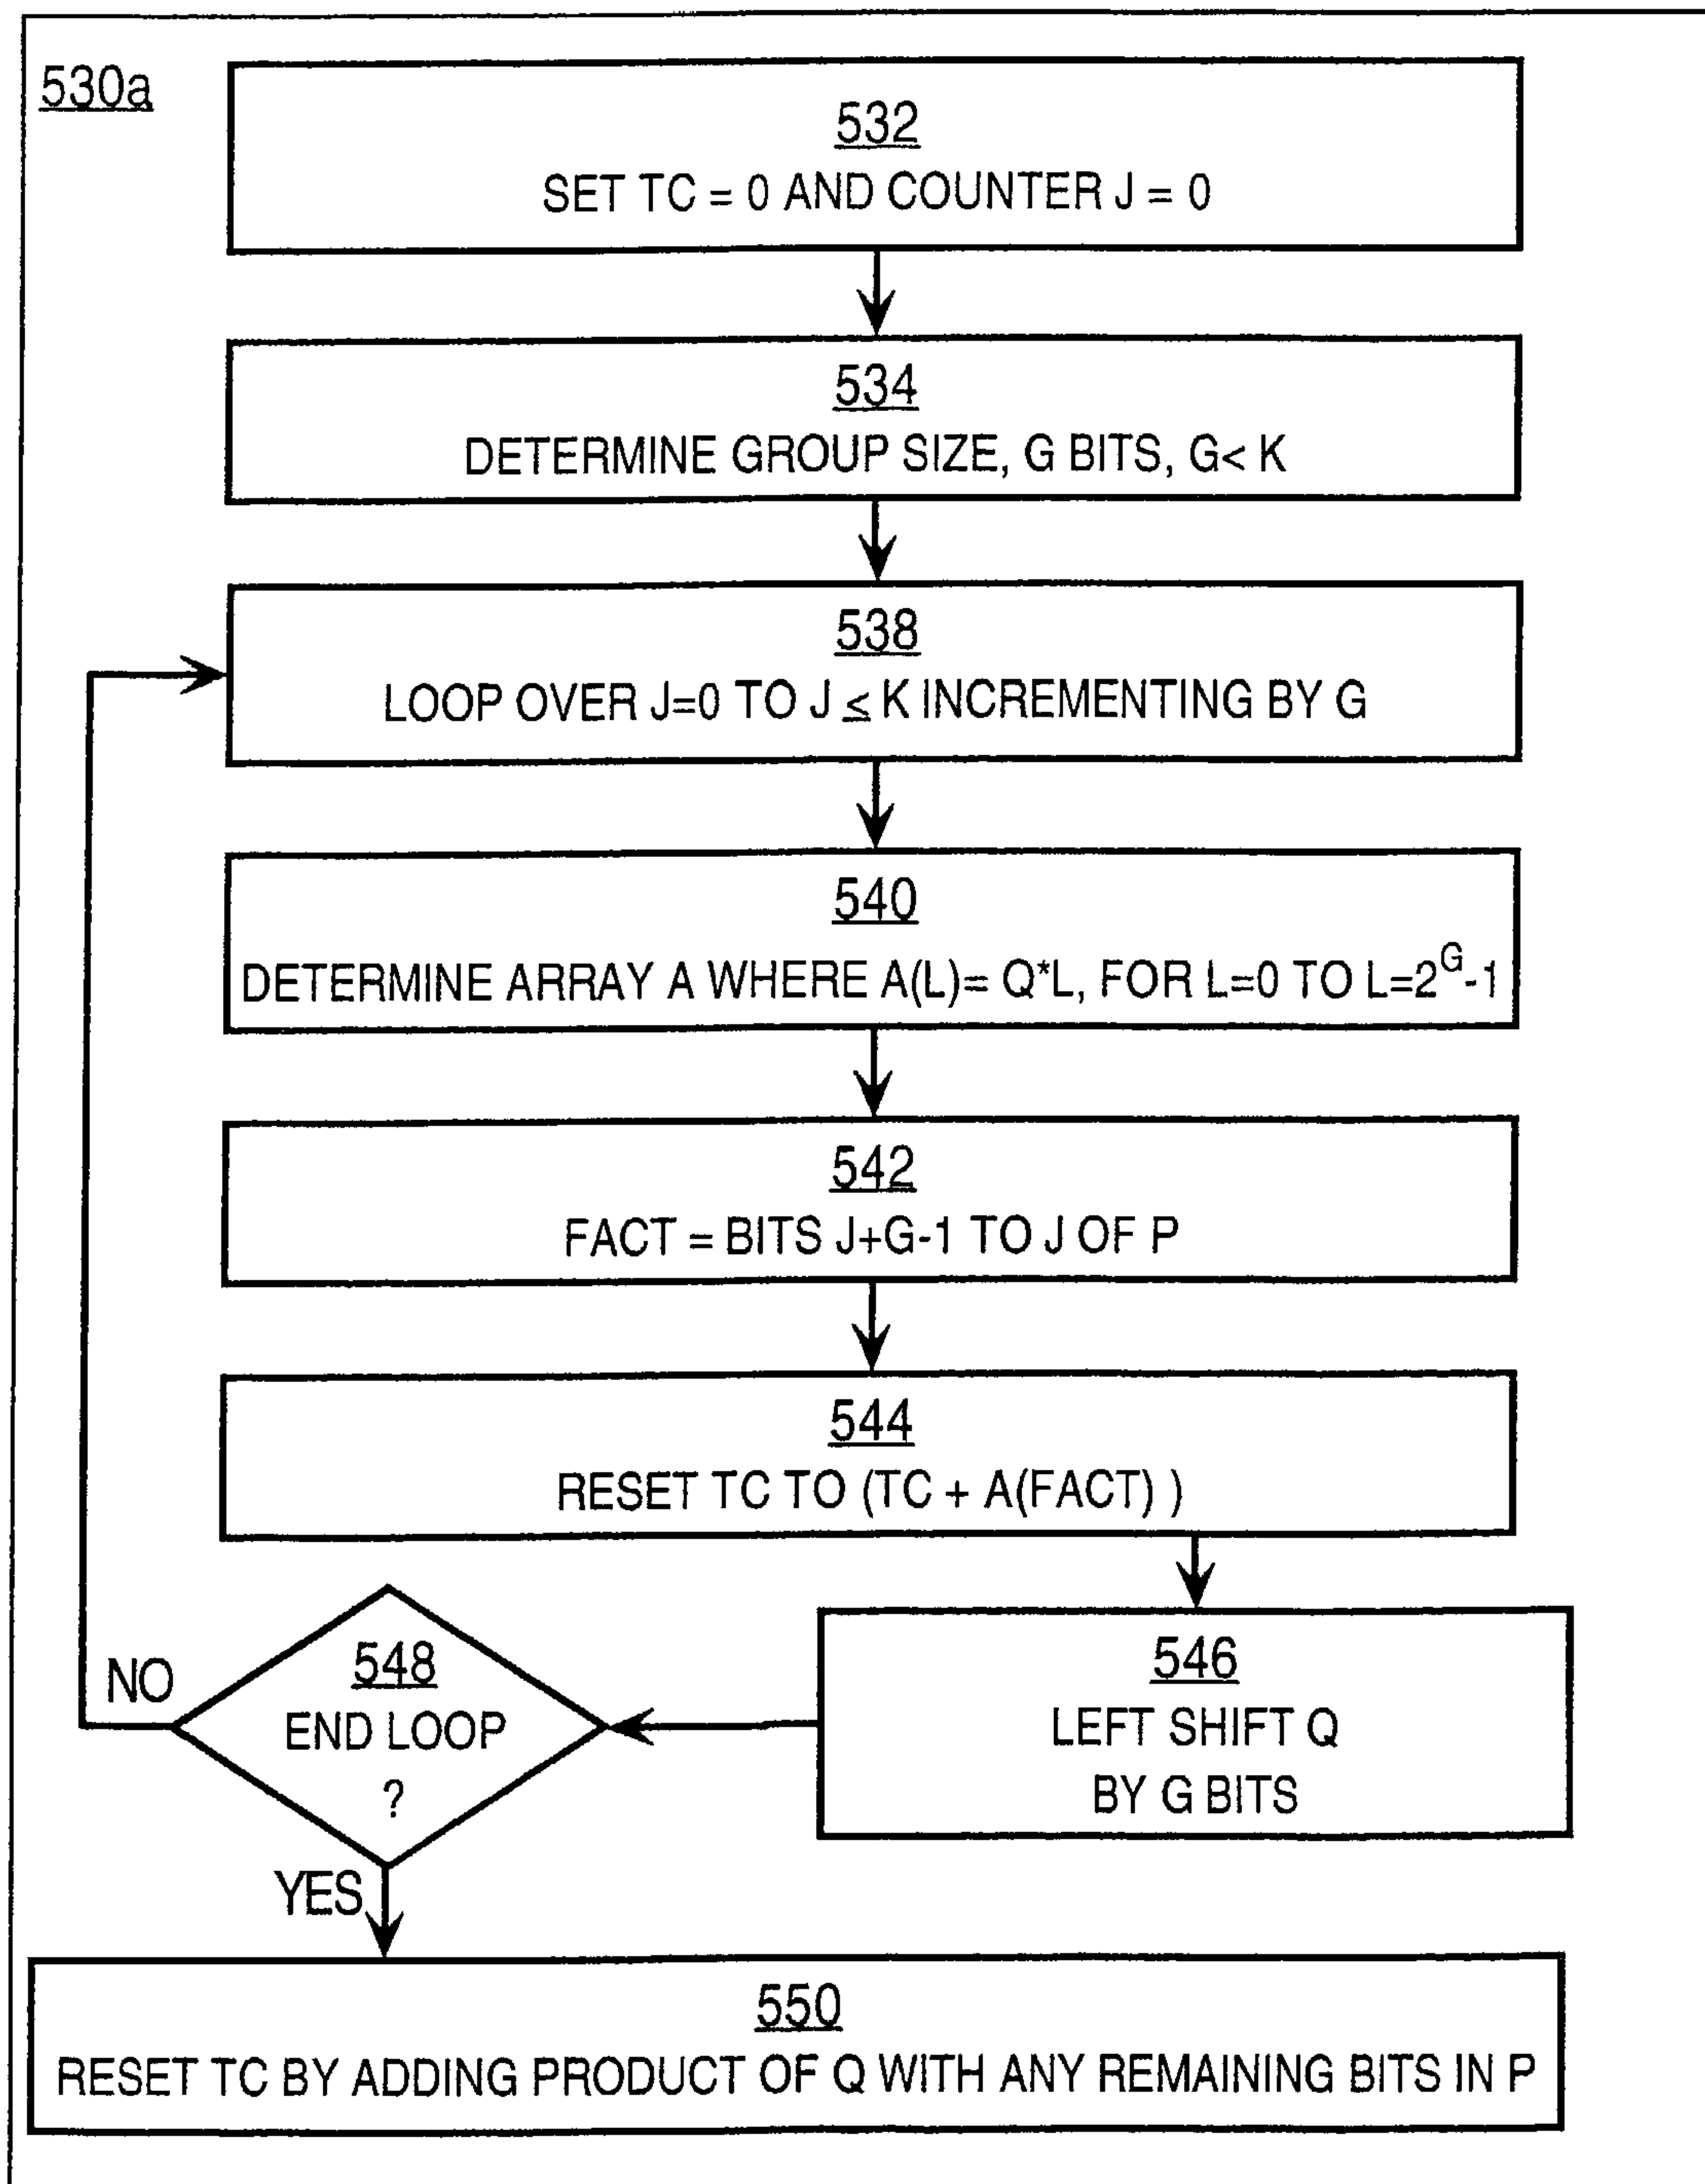 530a
532
SET TC = 0 AND COUNTER J = 0
534
DETERMINE GROUP SIZE, G BITS, G< K
538
LOOP OVER J=0 TO J ≤ K INCREMENTING BY G
540
DETERMINE ARRAY A WHERE A(L)= Q*L, FOR L=0 TO L=2^G-1
542
FACT = BITS J+G-1 TO J OF P
544
RESET TC TO (TC + A(FACT) )
546
LEFT SHIFT Q
BY G BITS
548
END LOOP
?
NO
YES
550
RESET TC BY ADDING PRODUCT OF Q WITH ANY REMAINING BITS IN P